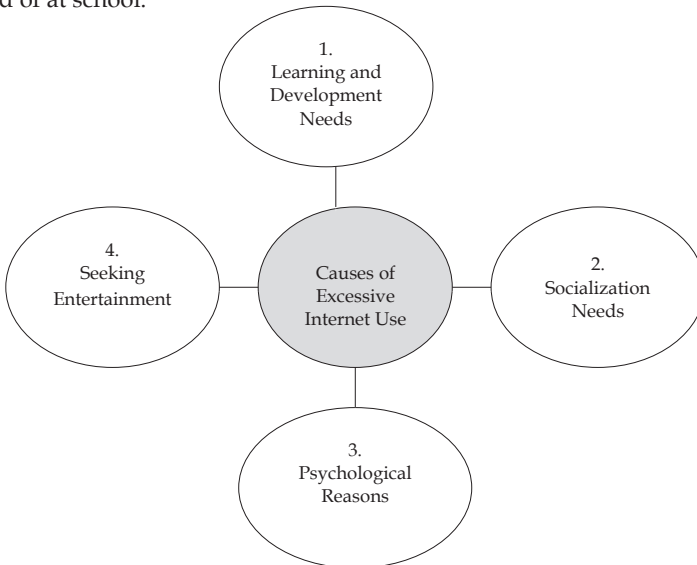 d or at school.
1.
Learning and
Development
Needs
4.
Seeking
Entertainment
Causes of
Excessive
Internet Use
2.
Socialization
Needs
3.
Psychological
Reasons